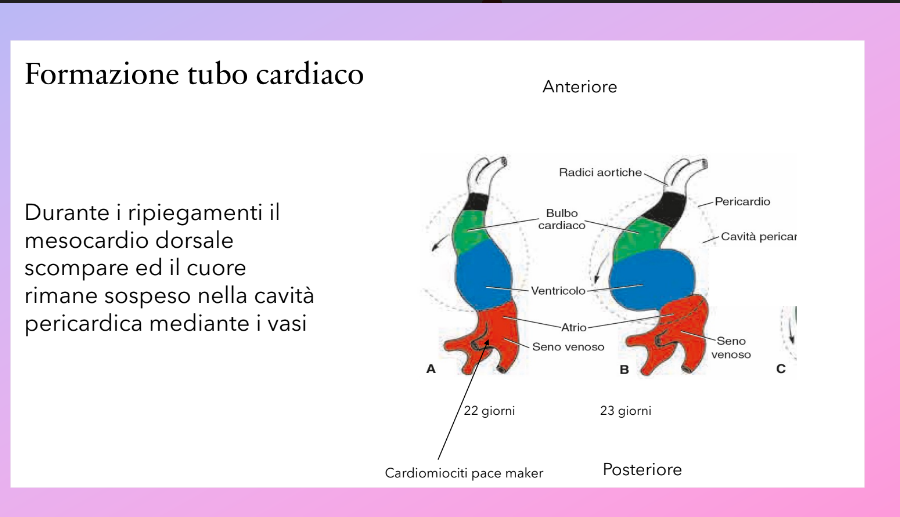 Formazione tubo cardiaco
Anteriore
Durante i ripiegamenti il
mesocardio dorsale
scompare ed il cuore
rimane sospeso nella cavità
pericardica mediante i vasi
Radici aortiche
Pericardio
Bulbo
cardiaco
Cavità pericar
Ventricolo
Atrio
Seno venoso
Seno
venoso
A
B
C
22 giorni
23 giorni
Cardiomiociti pace maker
Posteriore